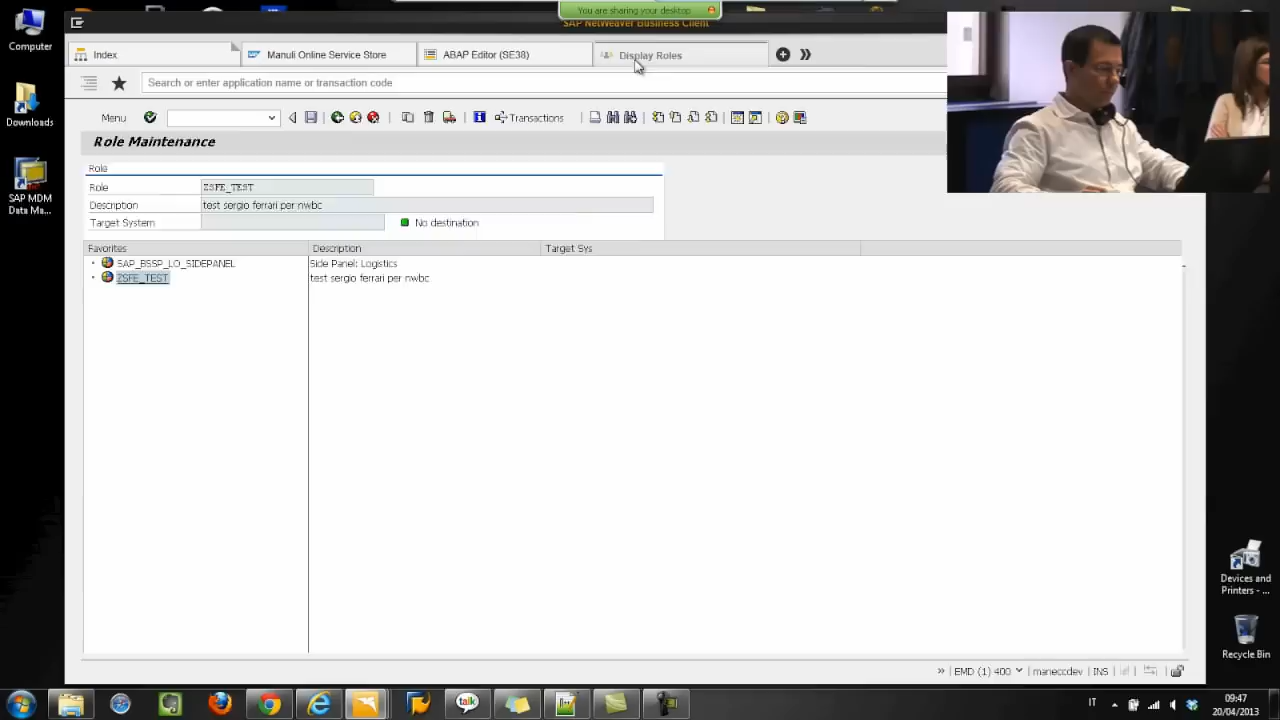 You are sharing your desktop
SAP NetWeaver Business Client
Computer
Downloads
SAP MDM
Data Ma...
Index
Manuli Online Service Store
ABAP Editor (SE38)
Display Roles
Search or enter application name or transaction code
Menu
Transactions
Role Maintenance
Role
Role
ZSFE_TEST
Description
test sergio ferrari per nwbc
Target System
No destination
Favorites
Description
Target Sys
SAP_BSSP_LO_SIDEPANEL
Side Panel: Logistics
ZSFE_TEST
test sergio ferrari per nwbc
Devices and
Printers - ...
Recycle Bin
EMD (1) 400
maneccdev
INS
talk
IT
09:47
20/04/2013